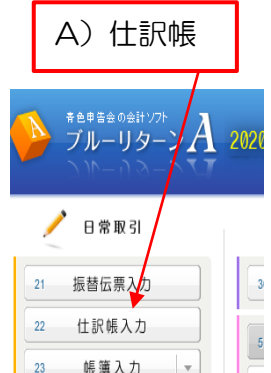 A）仕訳帳
青色申告会の会計ソフト
ブルーリターンA 2020
日常取引
21 振替伝票入力
22 仕訳帳入力
23 帳簿入力